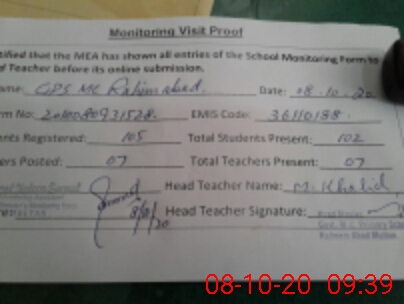 Monitoring Visit Proof
tified that the MEA has shown all entries of the School Monitoring Form to
d Teacher before its online submission.
ame: GPS MC Rahimabad. Date: 08.10.20
rm No: EMIS Code: 36110188
ents Registered: 105 Total Students Present: 102
ers Posted: 07 Total Teachers Present: 07
Head Teacher Name: M. Khalid
8/10/20 Head Teacher Signature:
08-10-20 09:39